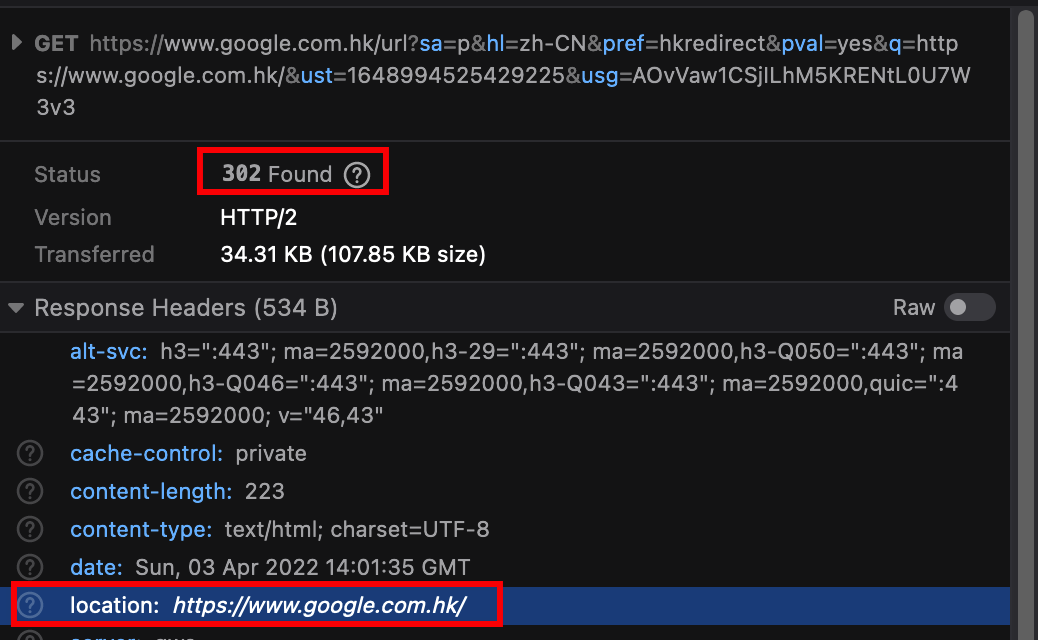 GET https://www.google.com.hk/url?sa=p&hl=zh-CN&pref=hkredirect&pval=yes&q=http
s://www.google.com.hk/&ust=1648994525429225&usg=AOvVaw1CSjILhM5KRENtL0U7W
3v3
Status 302 Found ?
Version HTTP/2
Transferred 34.31 KB (107.85 KB size)
Response Headers (534 B) Raw
alt-svc: h3=":443"; ma=2592000,h3-29=":443"; ma=2592000,h3-Q050=":443"; ma
=2592000,h3-Q046=":443"; ma=2592000,h3-Q043=":443"; ma=2592000,quic=":4
43"; ma=2592000; v="46,43"
? cache-control: private
? content-length: 223
? content-type: text/html; charset=UTF-8
? date: Sun, 03 Apr 2022 14:01:35 GMT
? location: https://www.google.com.hk/